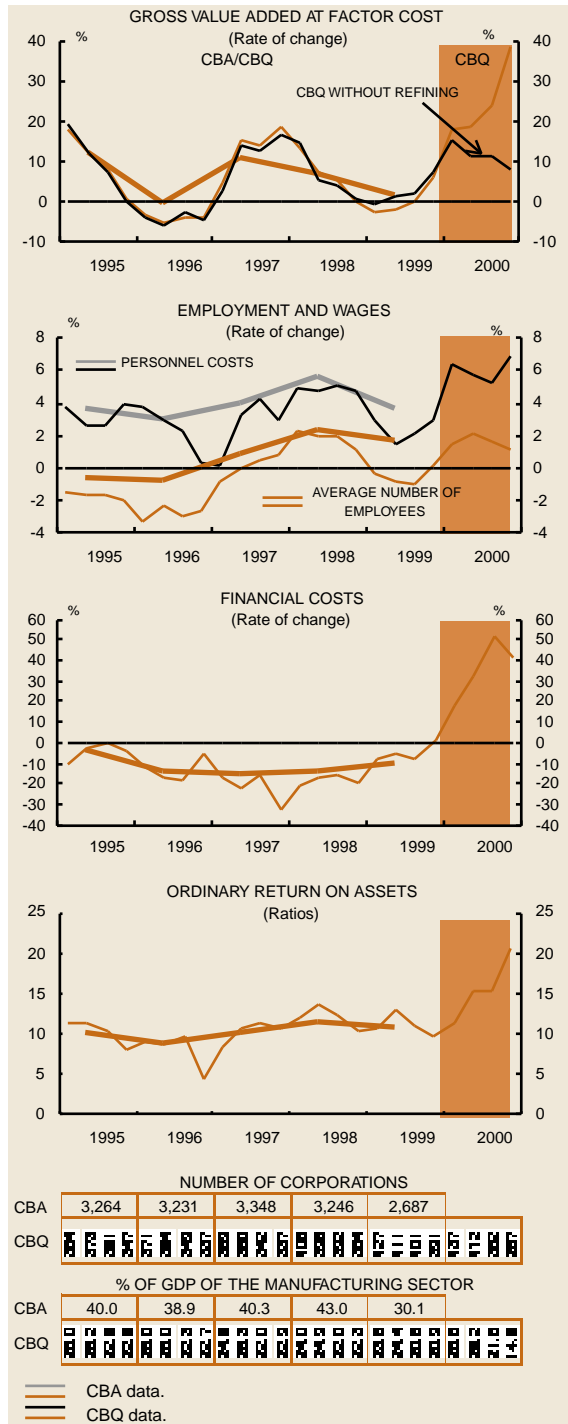 GROSS VALUE ADDED AT FACTOR COST
(Rate of change)
% %
CBA/CBQ CBQ
CBQ WITHOUT REFINING
40 40
30 30
20 20
10 10
0 0
-10 -10
1995 1996 1997 1998 1999 2000
EMPLOYMENT AND WAGES
(Rate of change)
% %
PERSONNEL COSTS
8 8
6 6
4 4
2 2
0 0
-2 -2
-4 -4
AVERAGE NUMBER OF
EMPLOYEES
1995 1996 1997 1998 1999 2000
FINANCIAL COSTS
(Rate of change)
% %
60 60
50 50
40 40
30 30
20 20
10 10
0 0
-10 -10
-20 -20
-30 -30
-40 -40
1995 1996 1997 1998 1999 2000
ORDINARY RETURN ON ASSETS
(Ratios)
25 25
20 20
15 15
10 10
5 5
0 0
1995 1996 1997 1998 1999 2000
NUMBER OF CORPORATIONS
CBA 3,264 3,231 3,348 3,246 2,687
CBQ
% OF GDP OF THE MANUFACTURING SECTOR
CBA 40.0 38.9 40.3 43.0 30.1
CBQ
CBA data.
CBQ data.